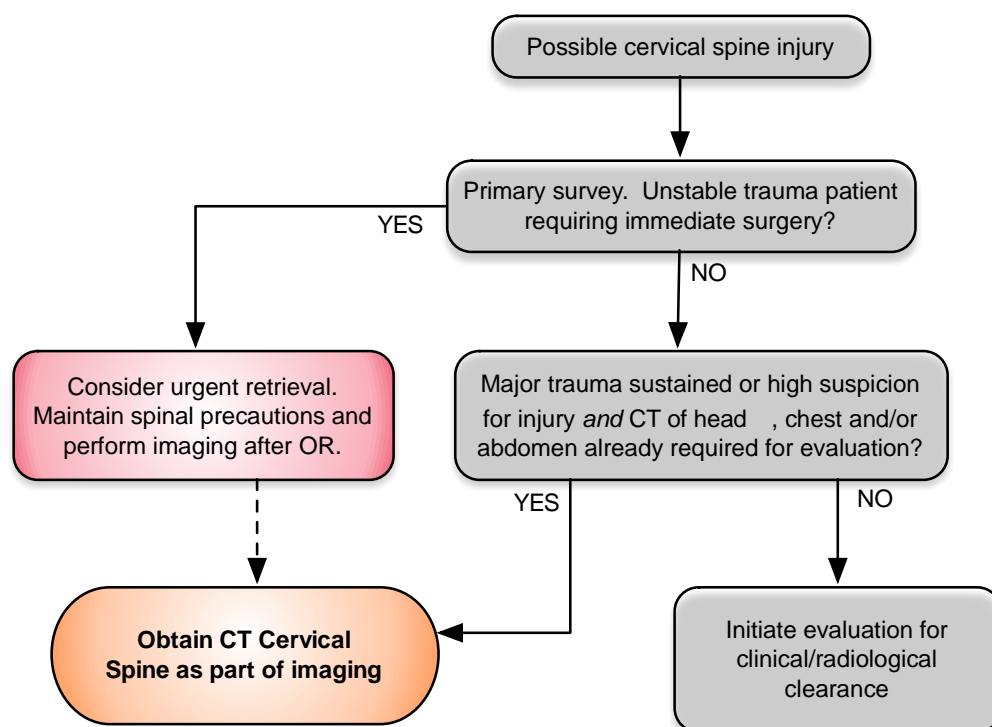 Possible cervical spine injury
Primary survey.  Unstable trauma patient
requiring immediate surgery?
YES
NO
Consider urgent retrieval.
Maintain spinal precautions and
perform imaging after OR.
Major trauma sustained or high suspicion
for injury and CT of head , chest and/or
abdomen already required for evaluation?
YES
NO
Obtain CT Cervical
Spine as part of imaging
Initiate evaluation for
clinical/radiological
clearance